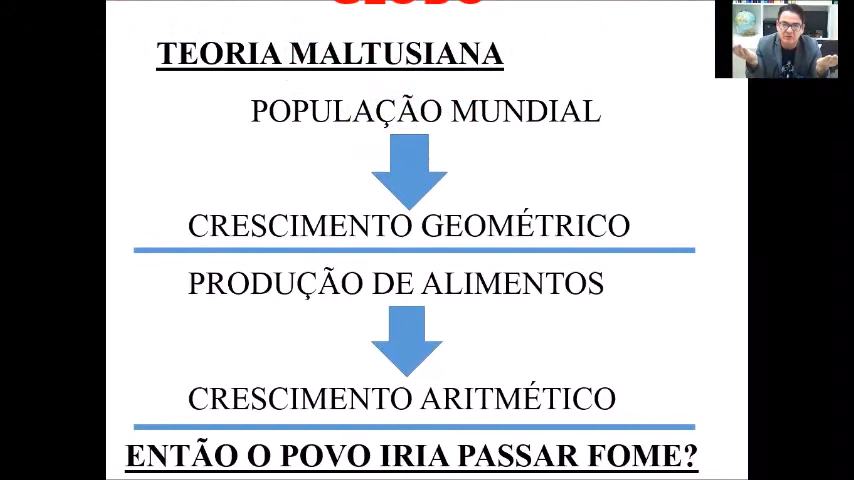 TEORIA MALTUSIANA
POPULAÇÃO MUNDIAL
CRESCIMENTO GEOMÉTRICO
PRODUÇÃO DE ALIMENTOS
CRESCIMENTO ARITMÉTICO
ENTÃO O POVO IRIA PASSAR FOME?